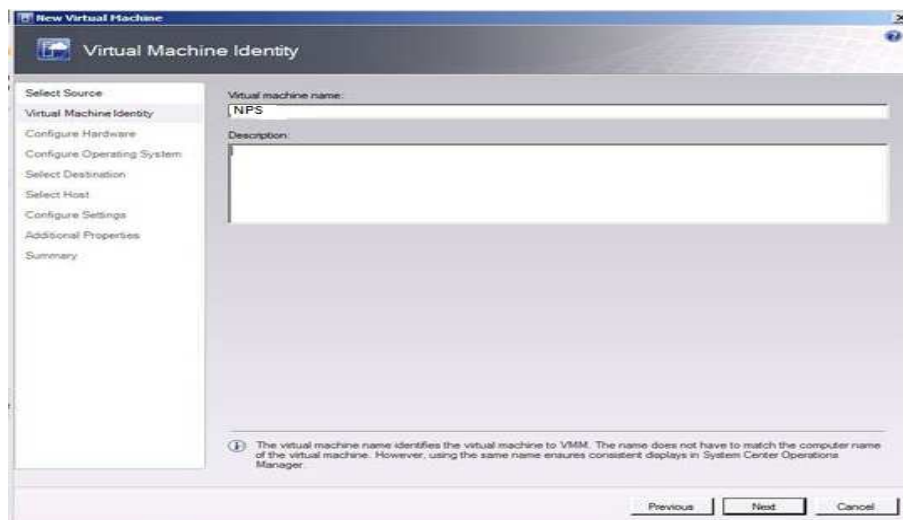 New Virtual Machine
Virtual Machine Identity
Select Source
Virtual Machine Identity
Configure Hardware
Configure Operating System
Select Destination
Select Host
Configure Settings
Additional Properties
Summary
Virtual machine name:
NPS
Description:
The virtual machine name identifies the virtual machine to VMM. The name does not have to match the computer name
of the virtual machine. However, using the same name ensures consistent displays in System Center Operations
Manager.
Previous
Next
Cancel